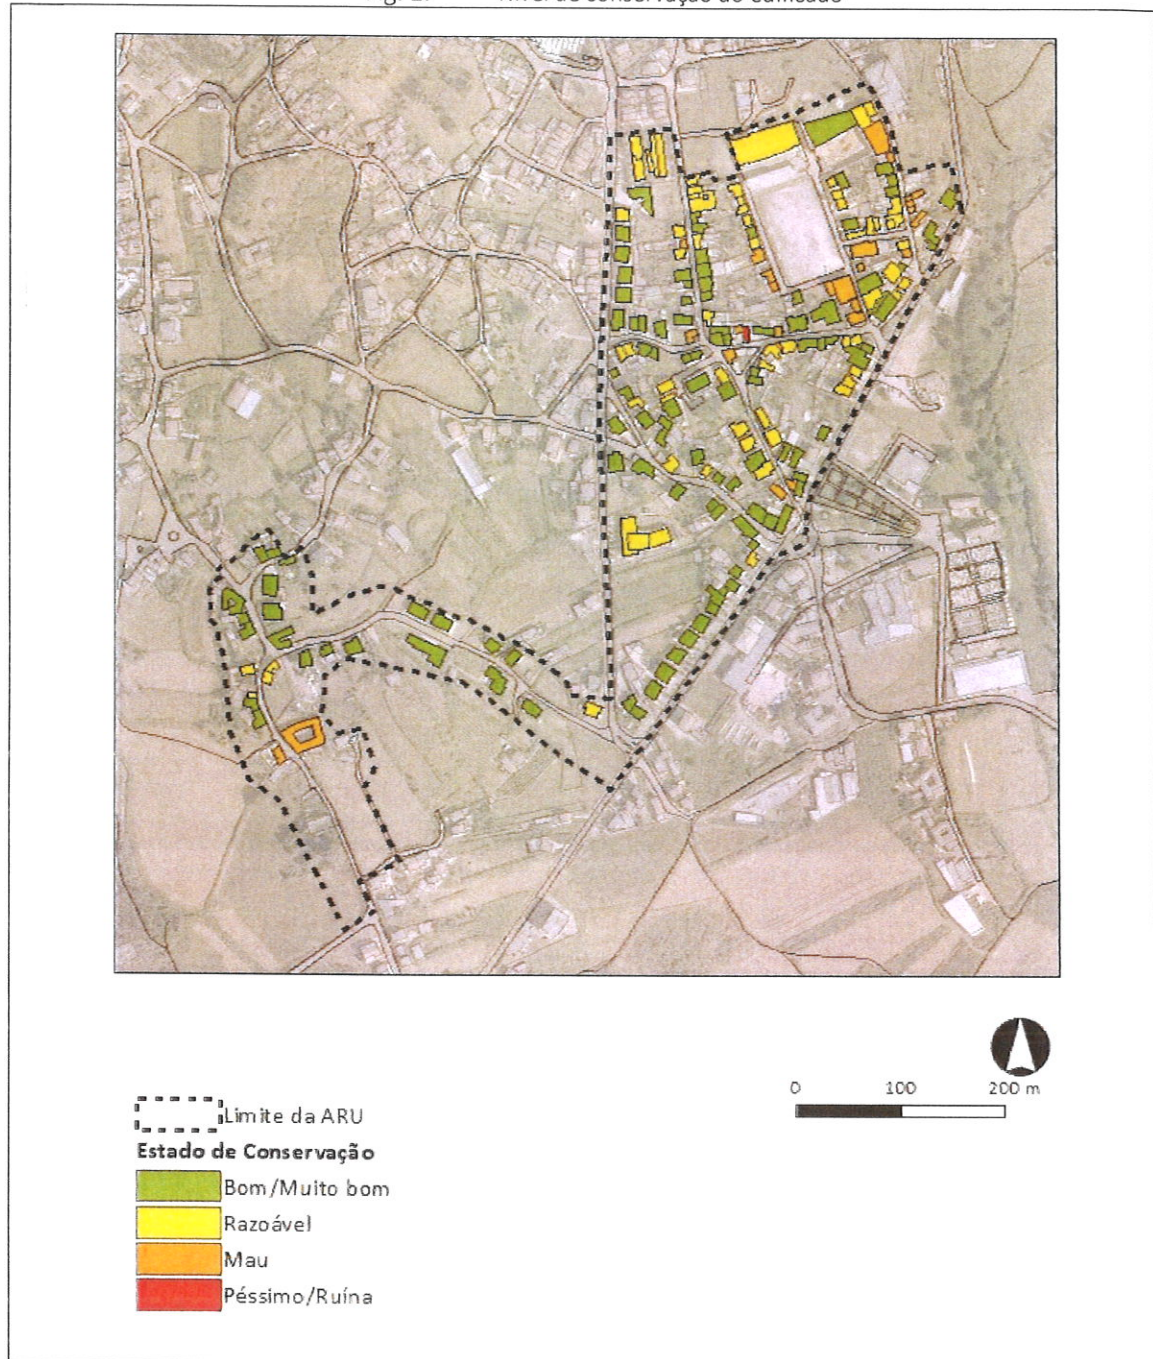 0 100 200 m
Limite da ARU
Estado de Conservação
Bom/Muito bom
Razoável
Mau
Péssimo/Ruína